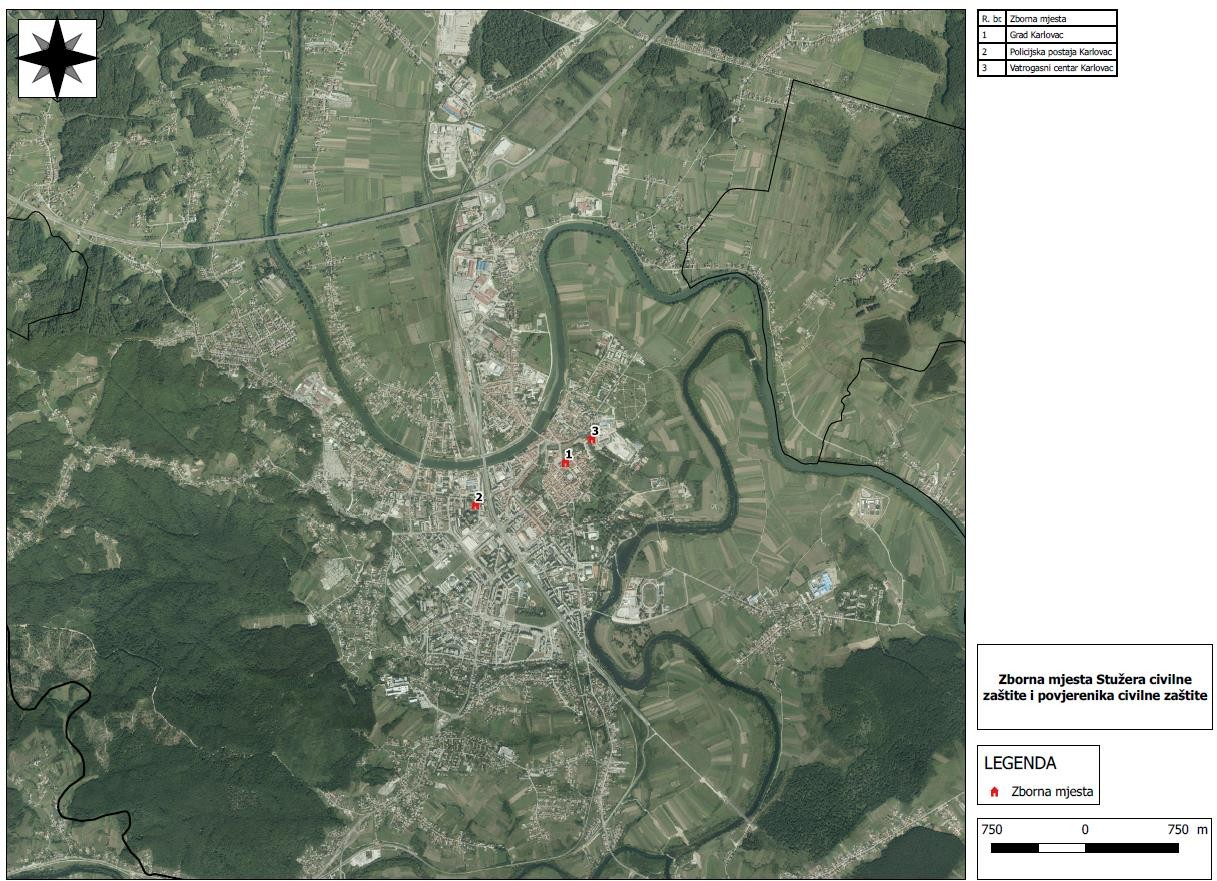 R. br. Zborna mjesta
1 Grad Karlovac
2 Policijska postaja Karlovac
3 Vatrogasni centar Karlovac
3
1
2
Zborna mjesta Stužera civilne
zaštite i povjerenika civilne zaštite
LEGENDA
Zborna mjesta
750 0 750 m